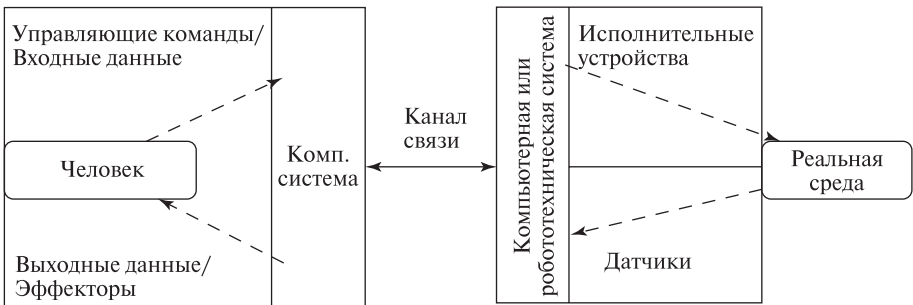 Управляющие команды/
Входные данные
Человек
Выходные данные/
Эффекторы
Комп.
система
Канал
связи
Компьютерная или
робототехническая система
Исполнительные
устройства
Датчики
Реальная
среда